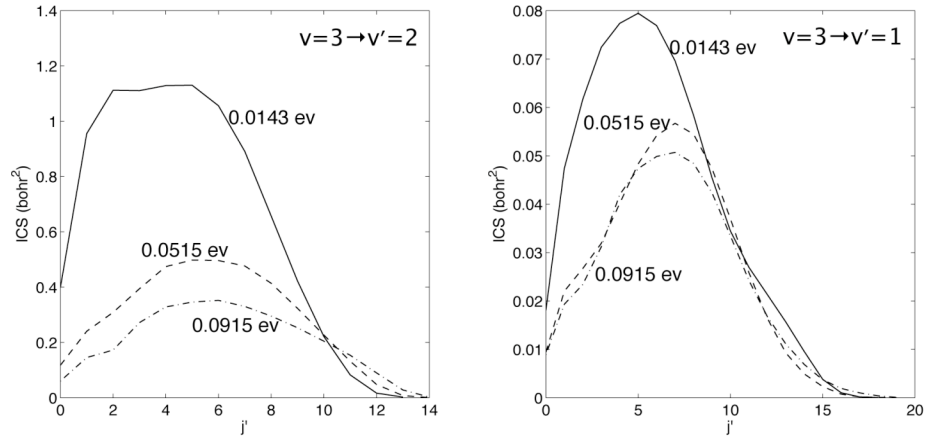 1.4
1.2
1
0.8
0.6
0.4
0.2
0
ICS (bohr²)
v=3→v'=2
0.0143 ev
0.0515 ev
0.0915 ev
0 2 4 6 8 10 12 14
j'
0.08
0.07
0.06
0.05
0.04
0.03
0.02
0.01
0
ICS (bohr²)
v=3→v'=1
0.0143 ev
0.0515 ev
0.0915 ev
0 5 10 15 20
j'